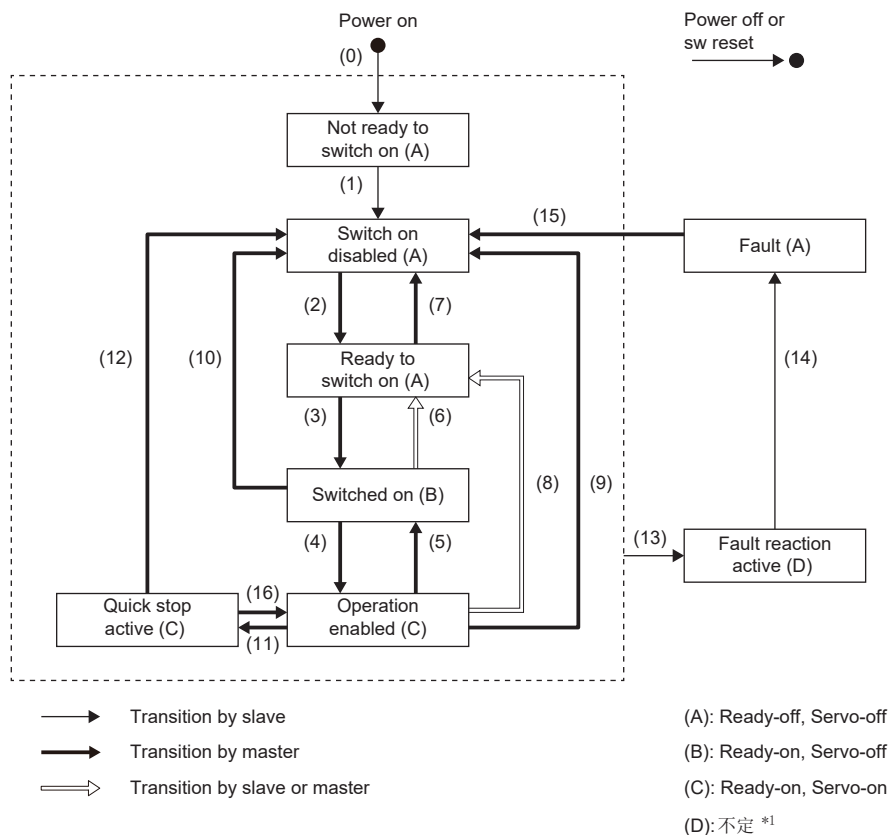 Power on
(0)
Power off or
sw reset
Not ready to
switch on (A)
(1)
(15)
Switch on
disabled (A)
Fault (A)
(2)
(7)
(12)
(10)
Ready to
switch on (A)
(14)
(3)
(6)
Switched on (B)
(8)
(9)
(4)
(5)
(13)
Fault reaction
active (D)
Quick stop
active (C)
(16)
(11)
Operation
enabled (C)
Transition by slave
Transition by master
Transition by slave or master
(A): Ready-off, Servo-off
(B): Ready-on, Servo-off
(C): Ready-on, Servo-on
(D): 不定 *1